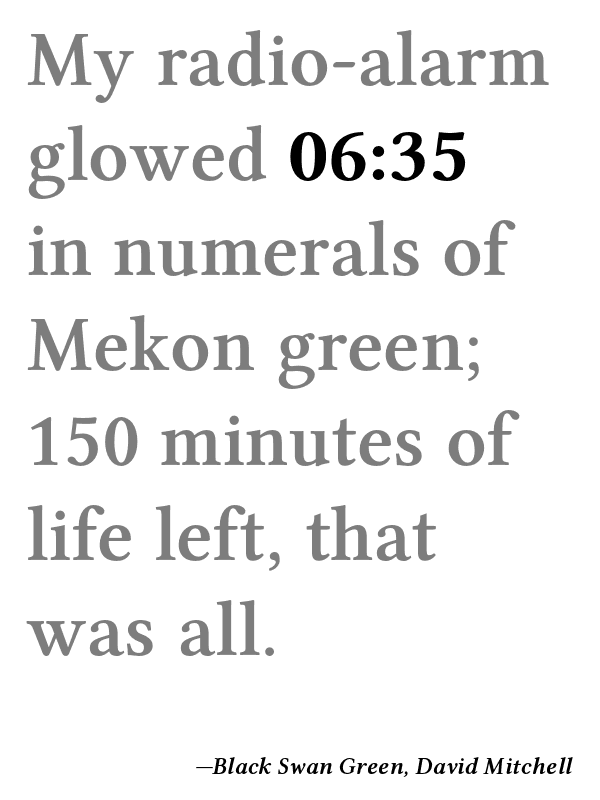 My radio-alarm
glowed 06:35
in numerals of
Mekon green;
150 minutes of
life left, that
was all.
—Black Swan Green, David Mitchell